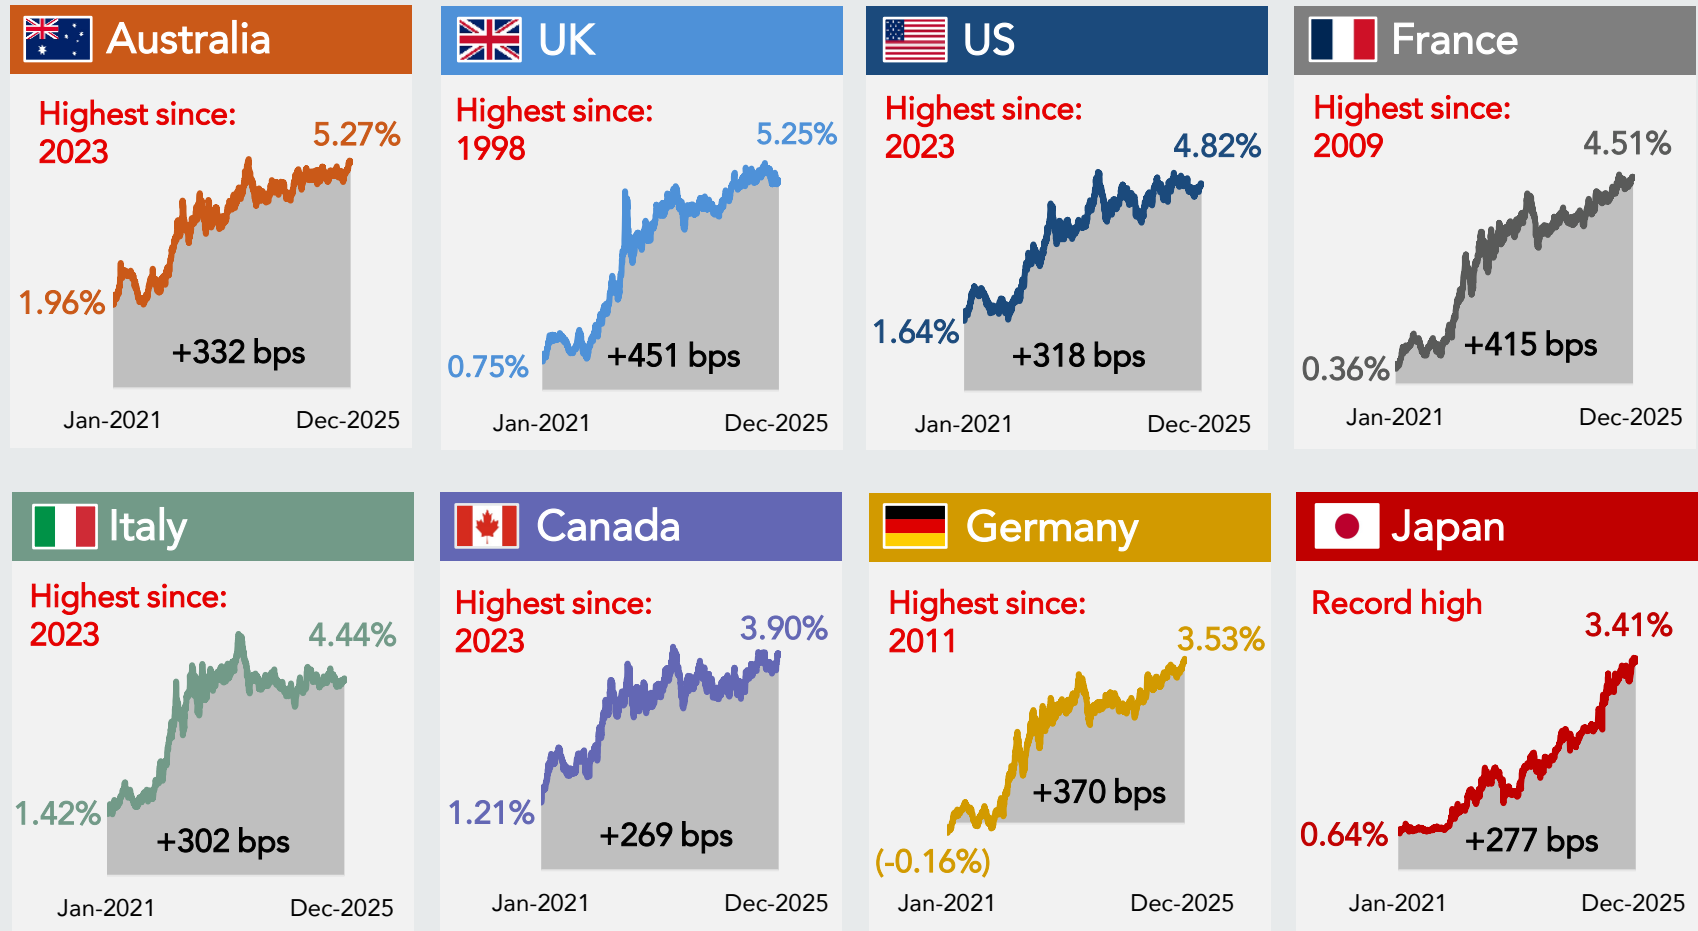 Australia
Highest since:
2023
5.27%
1.96%
+332 bps
Jan-2021
Dec-2025
UK
Highest since:
1998
5.25%
0.75%
+451 bps
Jan-2021
Dec-2025
US
Highest since:
2023
4.82%
1.64%
+318 bps
Jan-2021
Dec-2025
France
Highest since:
2009
4.51%
0.36%
+415 bps
Jan-2021
Dec-2025
Italy
Highest since:
2023
4.44%
1.42%
+302 bps
Jan-2021
Dec-2025
Canada
Highest since:
2023
3.90%
1.21%
+269 bps
Jan-2021
Dec-2025
Germany
Highest since:
2011
3.53%
+370 bps
(-0.16%)
Jan-2021
Dec-2025
Japan
Record high
3.41%
0.64%
+277 bps
Jan-2021
Dec-2025